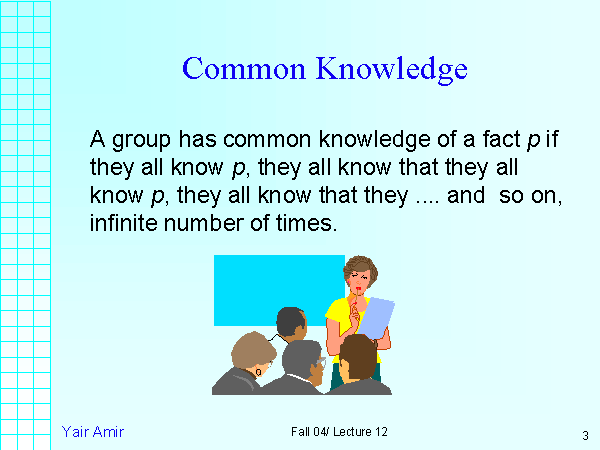 Common Knowledge
A group has common knowledge of a fact p if
they all know p, they all know that they all
know p, they all know that they .... and  so on,
infinite number of times.
Yair Amir
Fall 04/ Lecture 12
3